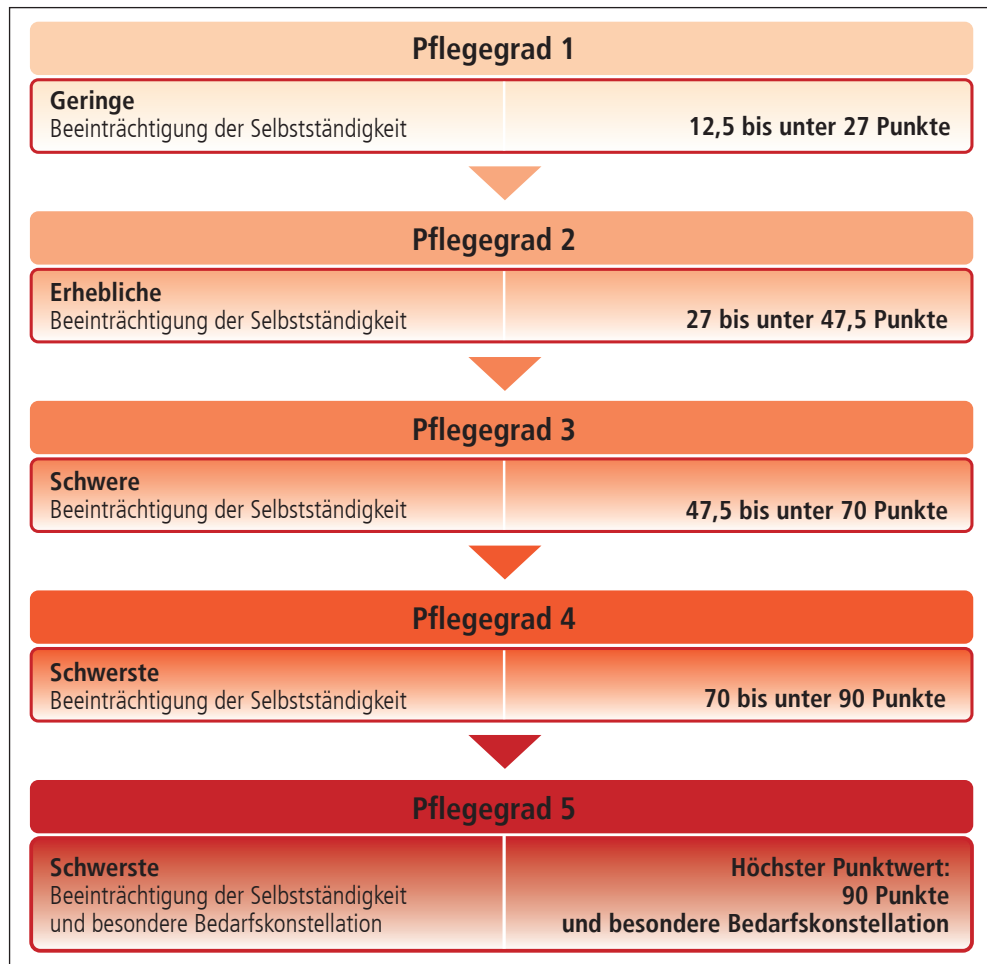 Pflegegrad 1
Geringe
Beeinträchtigung der Selbstständigkeit
12,5 bis unter 27 Punkte
Pflegegrad 2
Erhebliche
Beeinträchtigung der Selbstständigkeit
27 bis unter 47,5 Punkte
Pflegegrad 3
Schwere
Beeinträchtigung der Selbstständigkeit
47,5 bis unter 70 Punkte
Pflegegrad 4
Schwerste
Beeinträchtigung der Selbstständigkeit
70 bis unter 90 Punkte
Pflegegrad 5
Schwerste
Beeinträchtigung der Selbstständigkeit
und besondere Bedarfskonstellation
Höchster Punktwert:
90 Punkte
und besondere Bedarfskonstellation